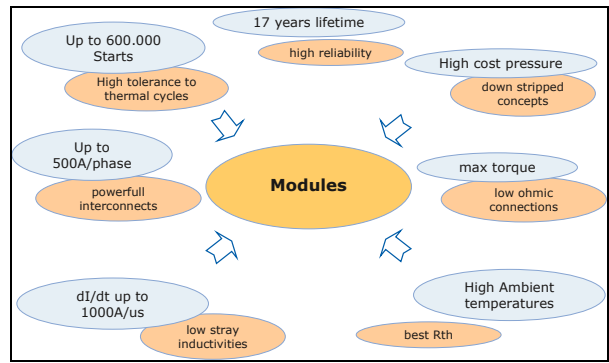 17 years lifetime
high reliability
Up to 600.000
Starts
High tolerance to
thermal cycles
High cost pressure
down stripped
concepts
Up to
500A/phase
powerfull
interconnects
Modules
max torque
low ohmic
connections
dI/dt up to
1000A/us
low stray
inductivities
High Ambient
temperatures
best Rth